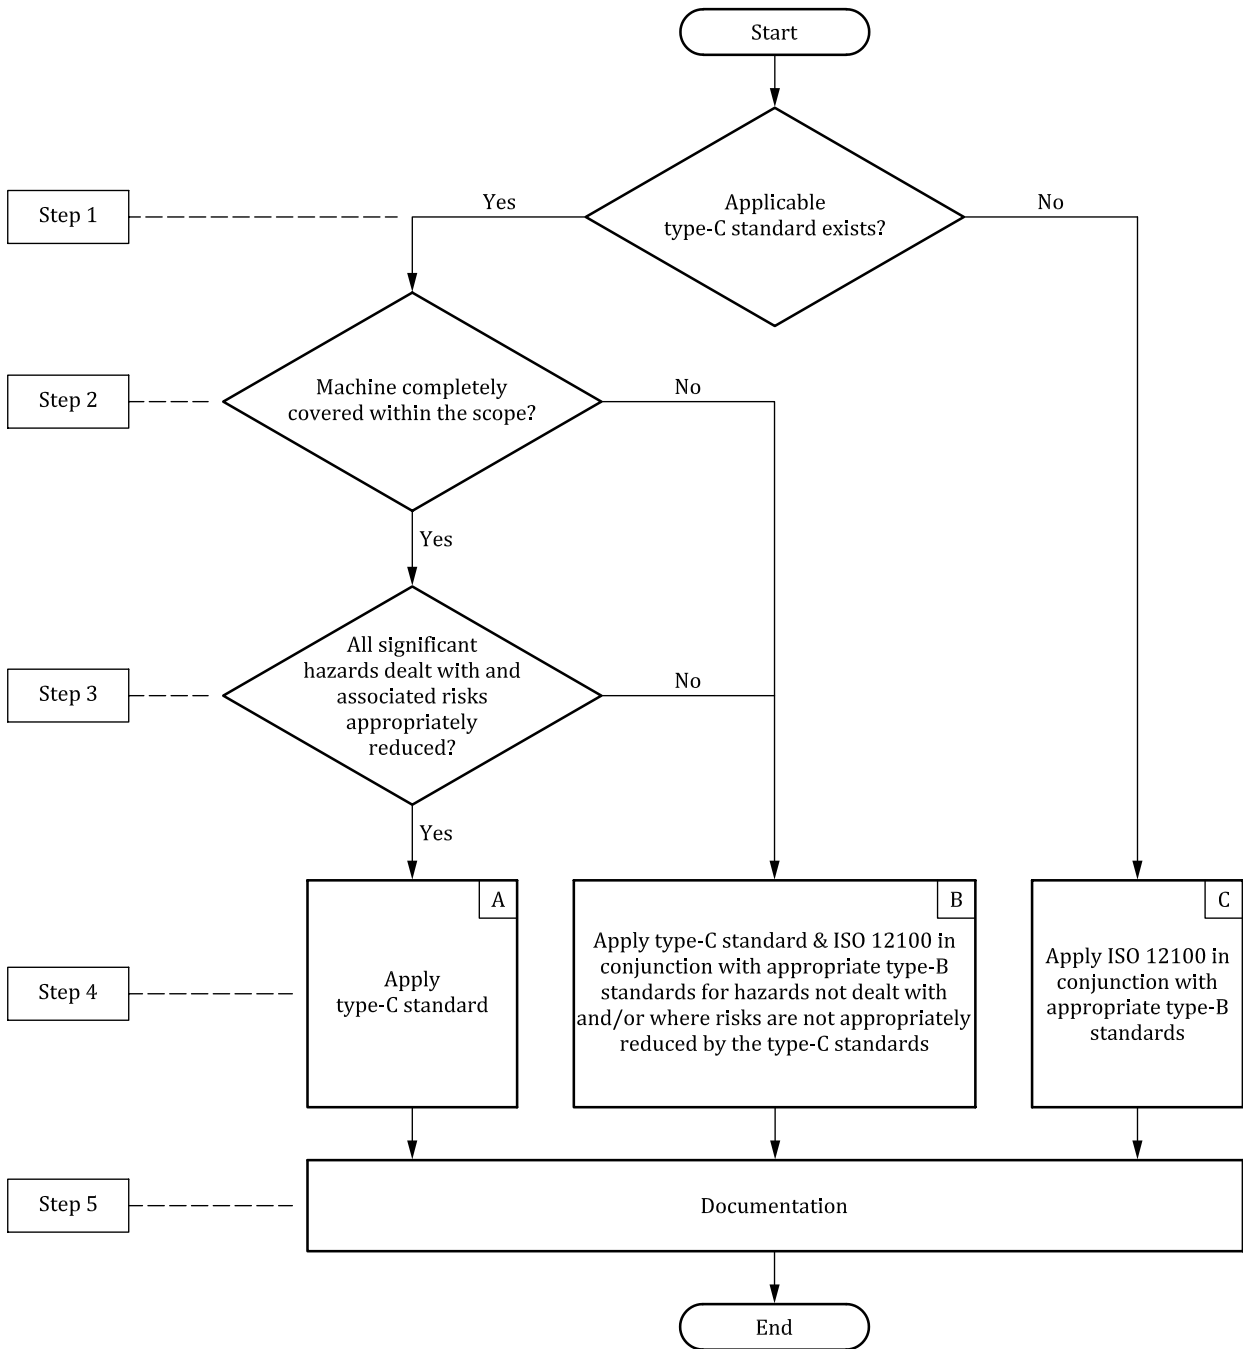 Start
Step 1
Yes
Applicable
type-C standard exists?
No
Step 2
Machine completely
covered within the scope?
No
Yes
Step 3
All significant
hazards dealt with and
associated risks
appropriately
reduced?
No
Yes
Step 4
A
Apply
type-C standard
B
Apply type-C standard & ISO 12100 in
conjunction with appropriate type-B
standards for hazards not dealt with
and/or where risks are not appropriately
reduced by the type-C standards
C
Apply ISO 12100 in
conjunction with
appropriate type-B
standards
Step 5
Documentation
End